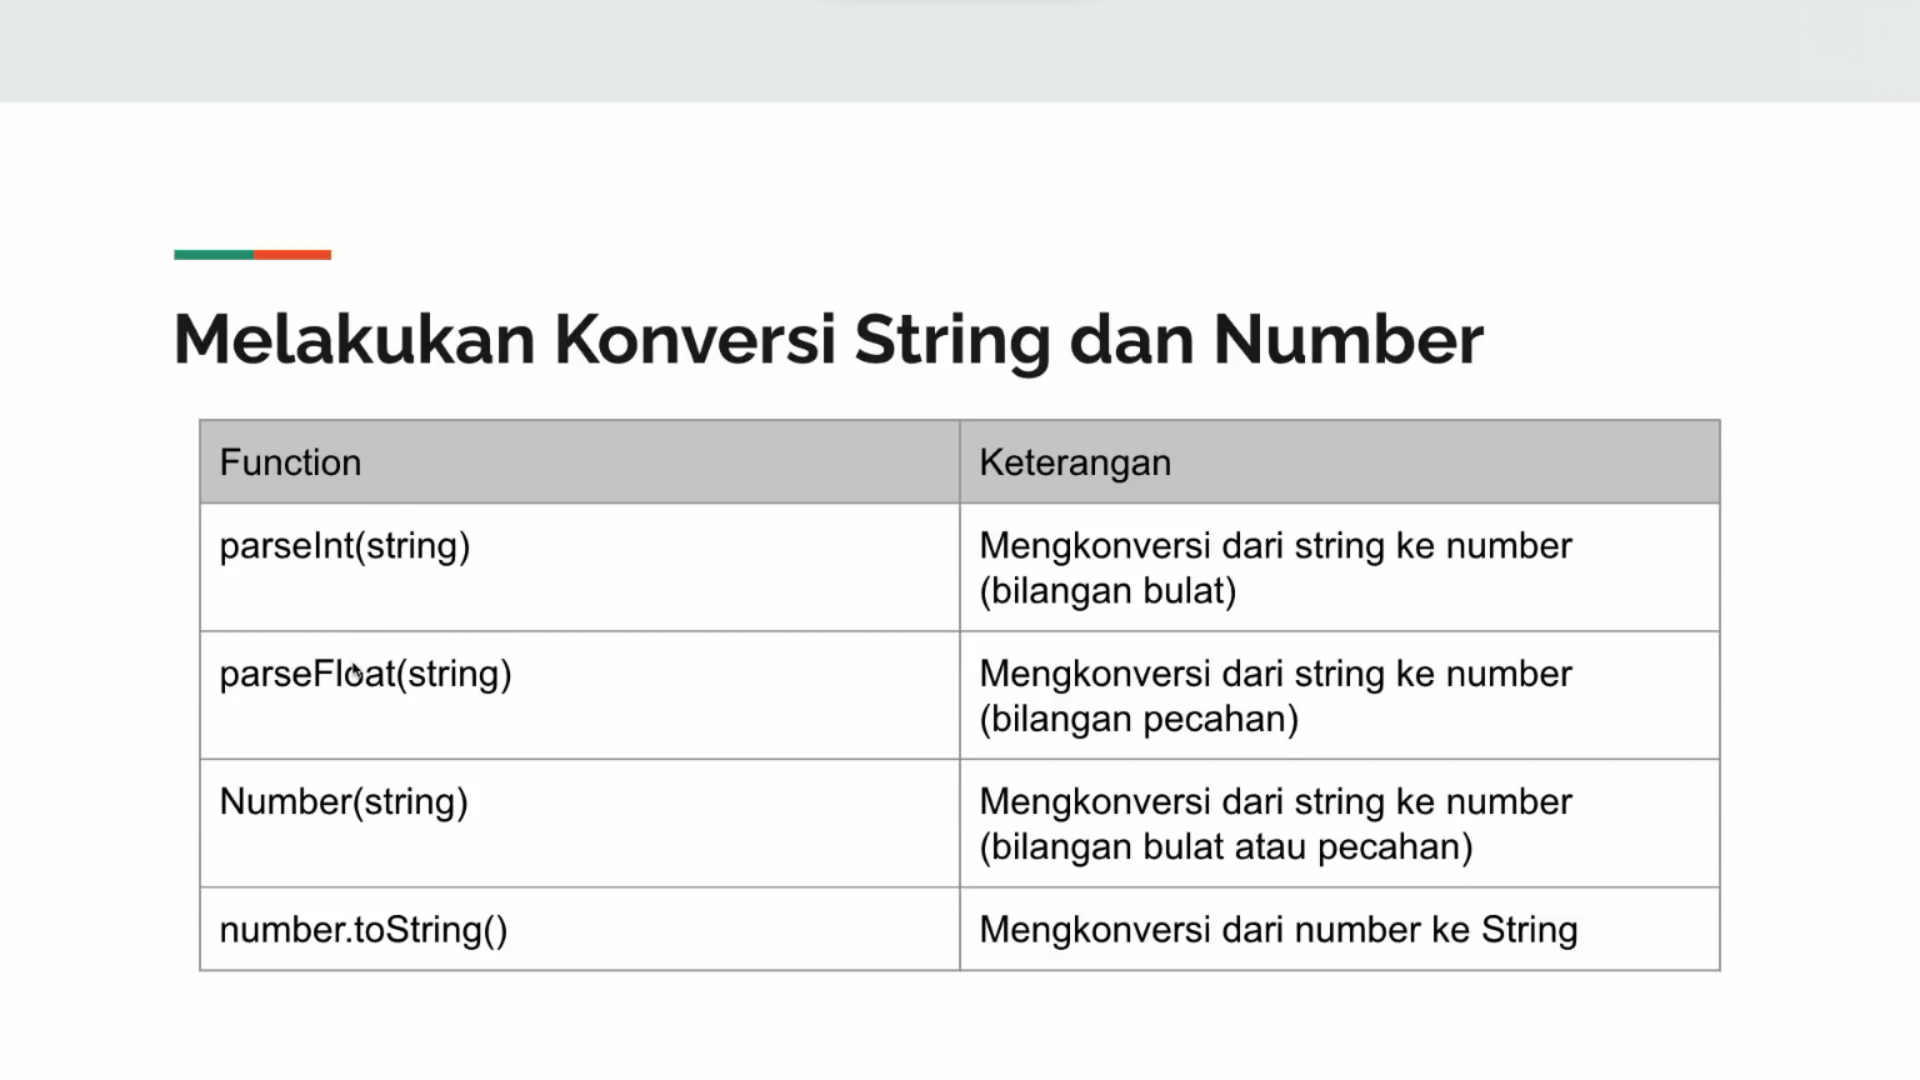 Melakukan Konversi String dan Number
Function
Keterangan
parseInt(string)
Mengkonversi dari string ke number
(bilangan bulat)
parseFloat(string)
Mengkonversi dari string ke number
(bilangan pecahan)
Number(string)
Mengkonversi dari string ke number
(bilangan bulat atau pecahan)
number.toString()
Mengkonversi dari number ke String